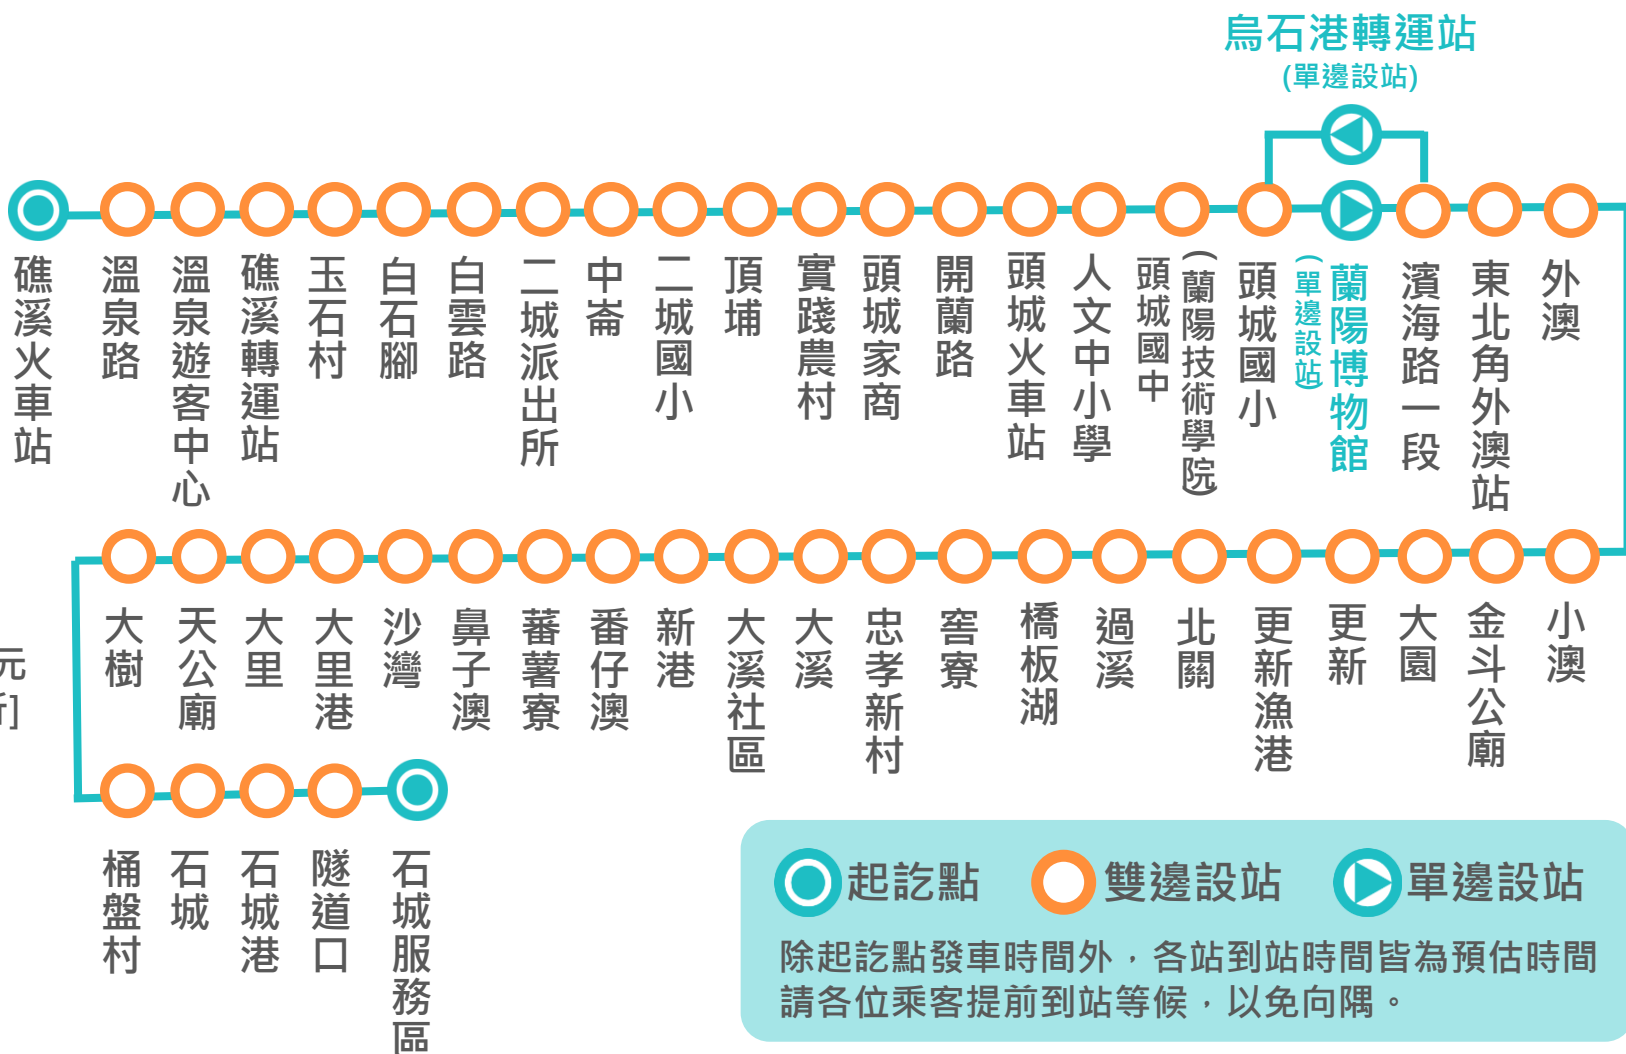 烏石港轉運站
(單邊設站)
礁溪火車站
溫泉路
溫泉遊客中心
礁溪轉運站
玉石村
白石腳
白雲路
二城派出所
中崙
二城國小
頂埔
實踐農村
頭城家商
開蘭路
頭城火車站
人文中小學
頭城國中
(蘭陽技術學院)
頭城國小
蘭陽博物館
(單邊設站)
濱海路一段
東北角外澳站
外澳
小澳
金斗公廟
大園
更新
更新漁港
北關
過溪
橋板湖
窖寮
忠孝新村
大溪
大溪社區
新港
番仔澳
蕃薯寮
鼻子澳
沙灣
大里港
大里
天公廟
大樹
元
桶盤村
石城
石城港
隧道口
石城服務區
起訖點
雙邊設站
單邊設站
除起訖點發車時間外，各站到站時間皆為預估時間
請各位乘客提前到站等候，以免向隅。